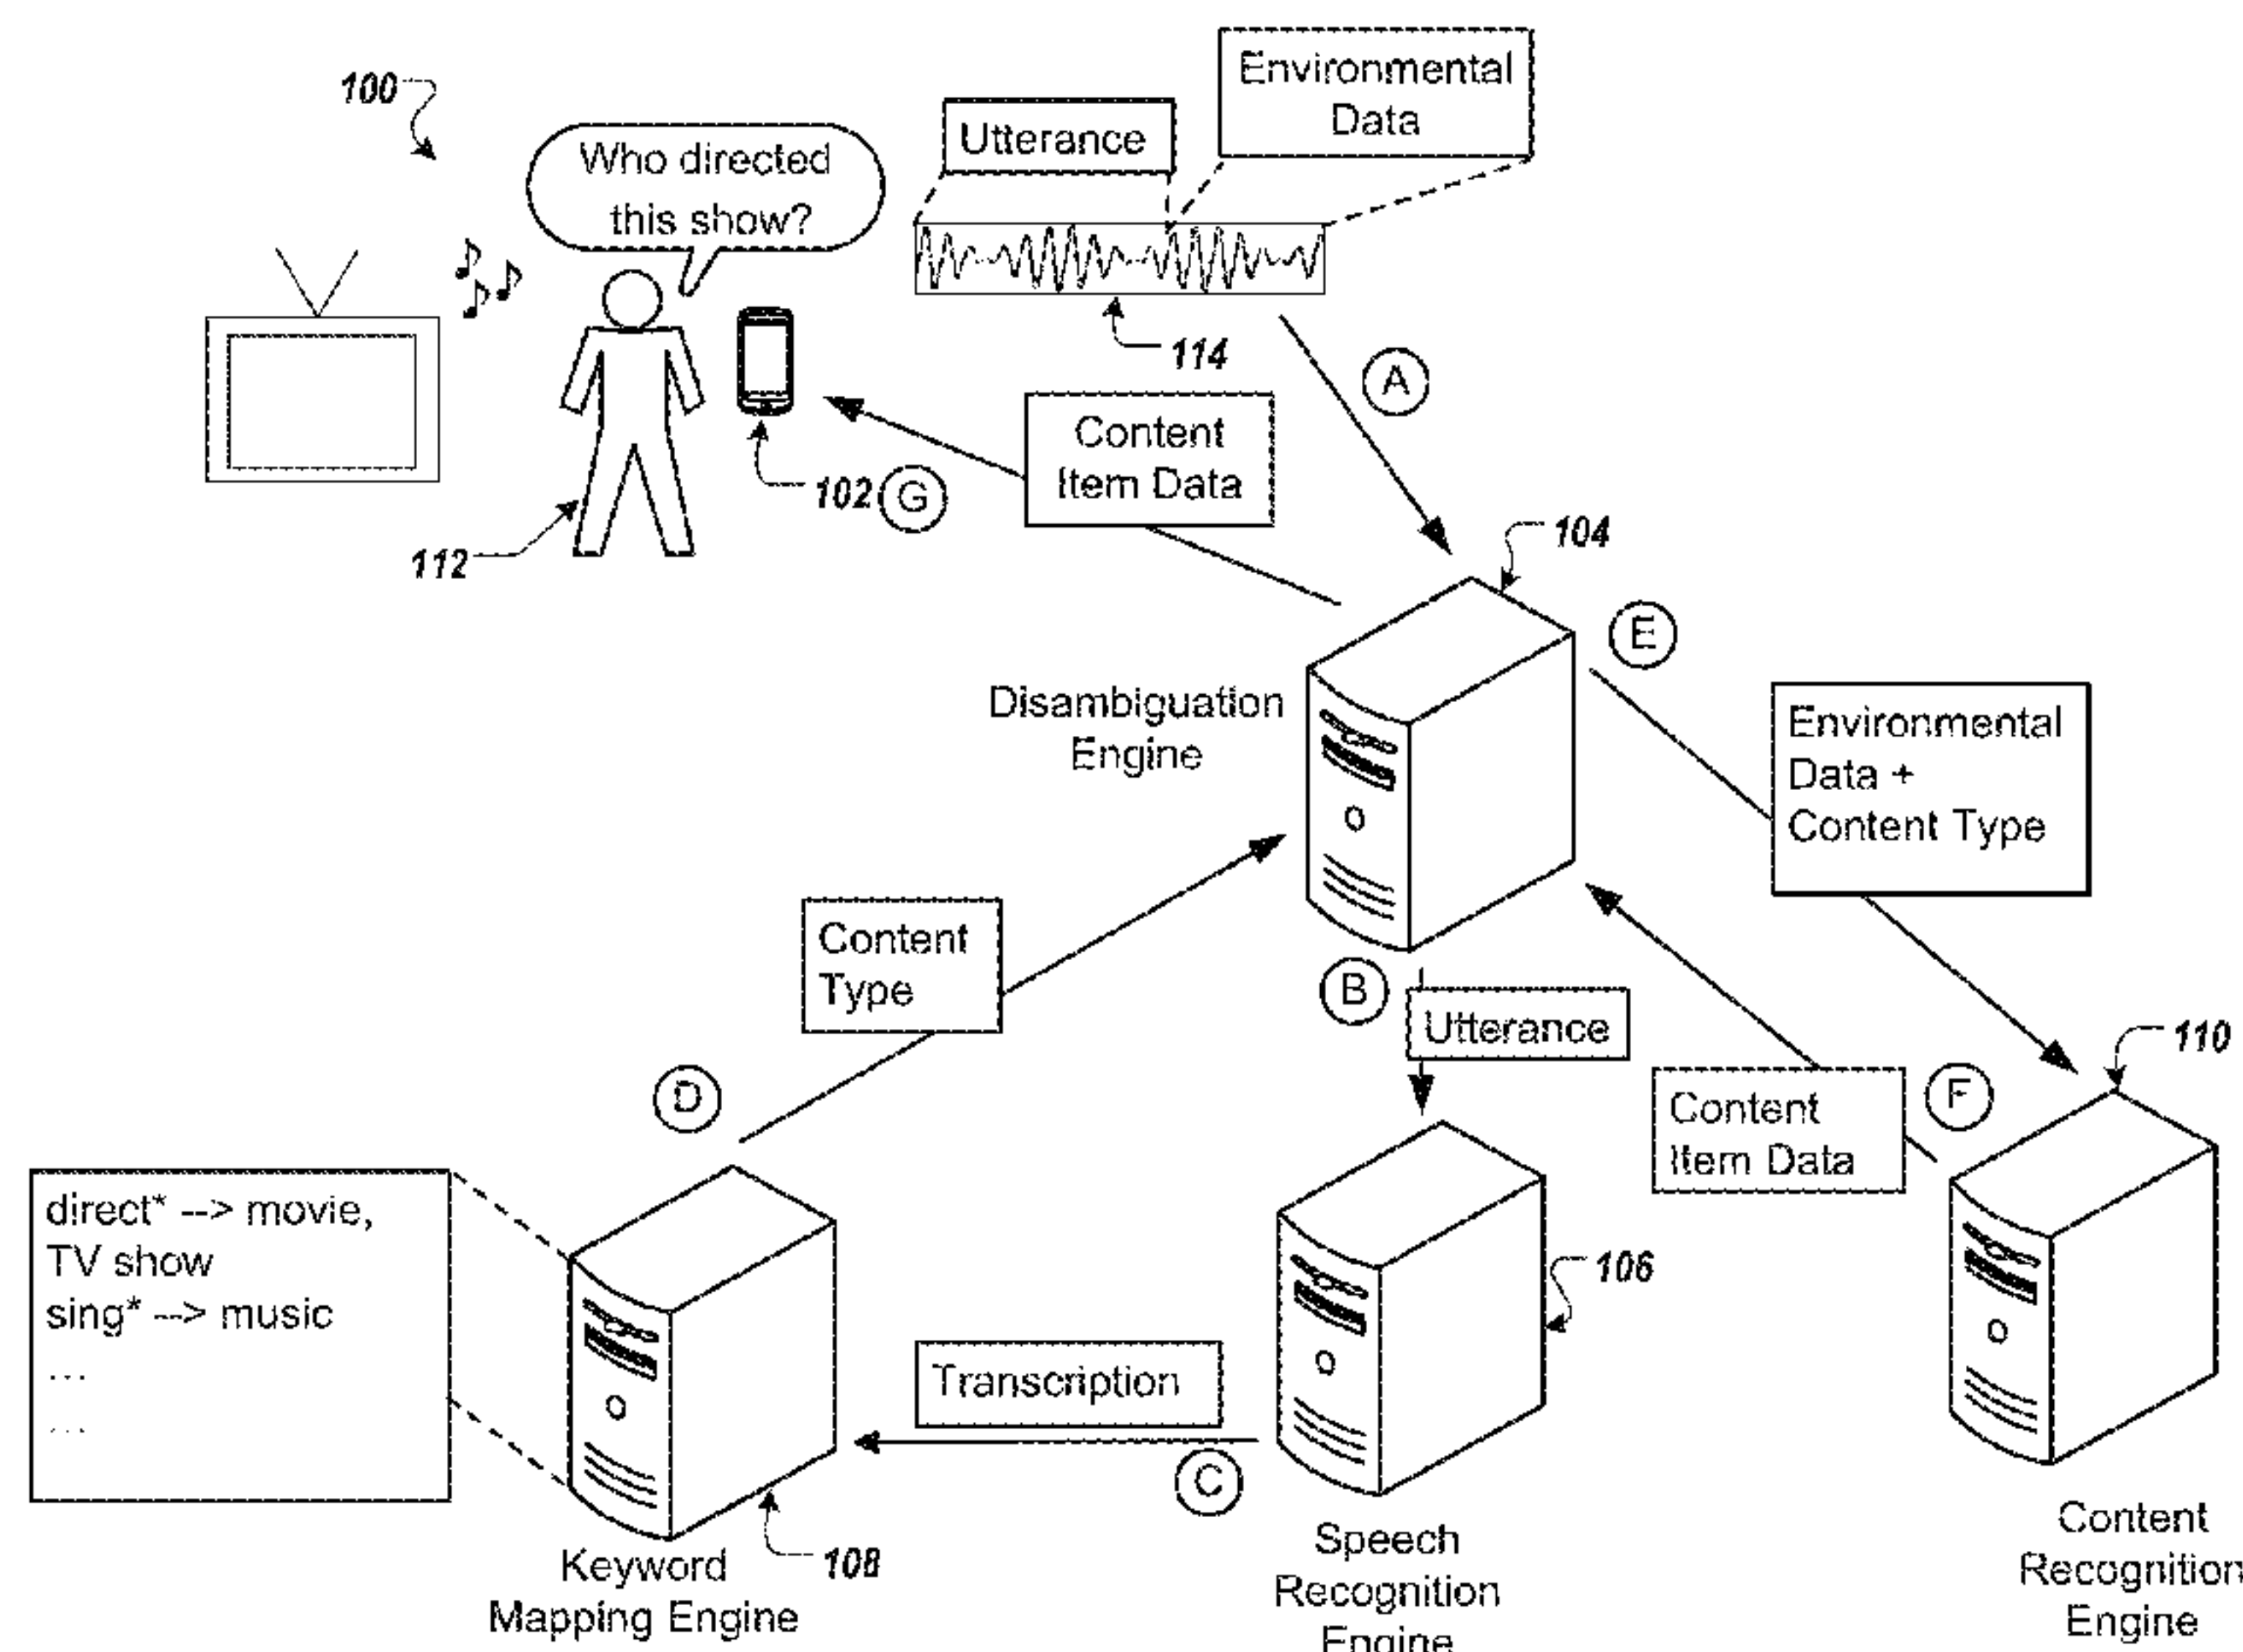 100
Who directed
this show?
Utterance
Environmental
Data
114
A
Content
Item Data
102
G
112
104
E
Disambiguation
Engine
Environmental
Data +
Content Type
Content
Type
B
Utterance
110
D
Content
Item Data
F
direct* --> movie,
TV show
sing* --> music
...
...
106
Transcription
C
108
Keyword
Mapping Engine
Speech
Recognition
Engine
Content
Recognition
Engine